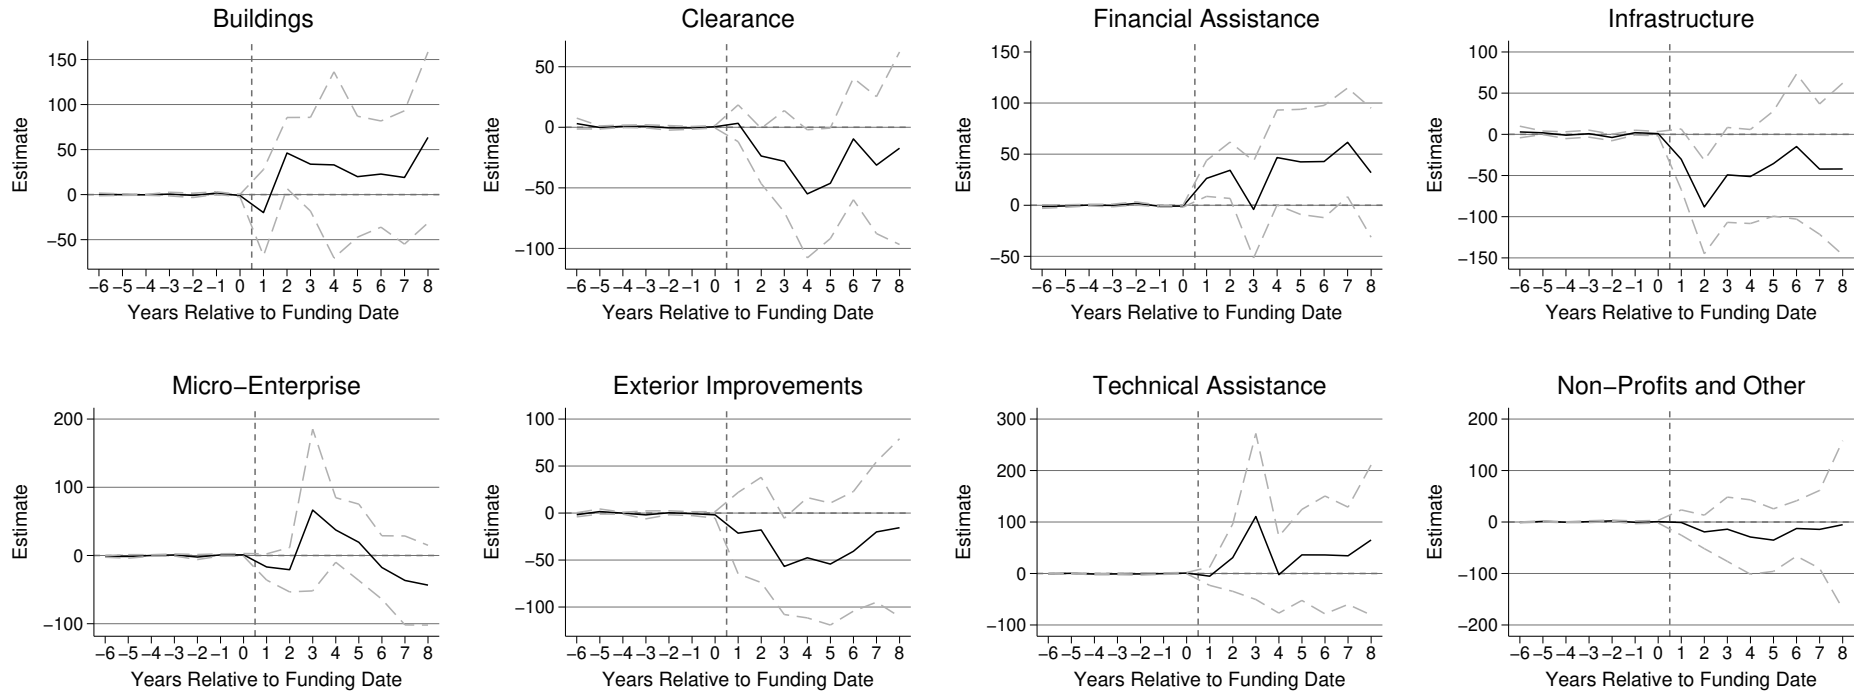 Buildings
Estimate
150
100
50
0
−50
−6 −5 −4 −3 −2 −1 0 1 2 3 4 5 6 7 8
Years Relative to Funding Date
Clearance
Estimate
50
0
−50
−100
−6 −5 −4 −3 −2 −1 0 1 2 3 4 5 6 7 8
Years Relative to Funding Date
Financial Assistance
Estimate
150
100
50
0
−50
−6 −5 −4 −3 −2 −1 0 1 2 3 4 5 6 7 8
Years Relative to Funding Date
Infrastructure
Estimate
100
50
0
−50
−100
−150
−6 −5 −4 −3 −2 −1 0 1 2 3 4 5 6 7 8
Years Relative to Funding Date
Micro−Enterprise
Estimate
200
100
0
−100
−6 −5 −4 −3 −2 −1 0 1 2 3 4 5 6 7 8
Years Relative to Funding Date
Exterior Improvements
Estimate
100
50
0
−50
−100
−6 −5 −4 −3 −2 −1 0 1 2 3 4 5 6 7 8
Years Relative to Funding Date
Technical Assistance
Estimate
300
200
100
0
−100
−6 −5 −4 −3 −2 −1 0 1 2 3 4 5 6 7 8
Years Relative to Funding Date
Non−Profits and Other
Estimate
200
100
0
−100
−200
−6 −5 −4 −3 −2 −1 0 1 2 3 4 5 6 7 8
Years Relative to Funding Date